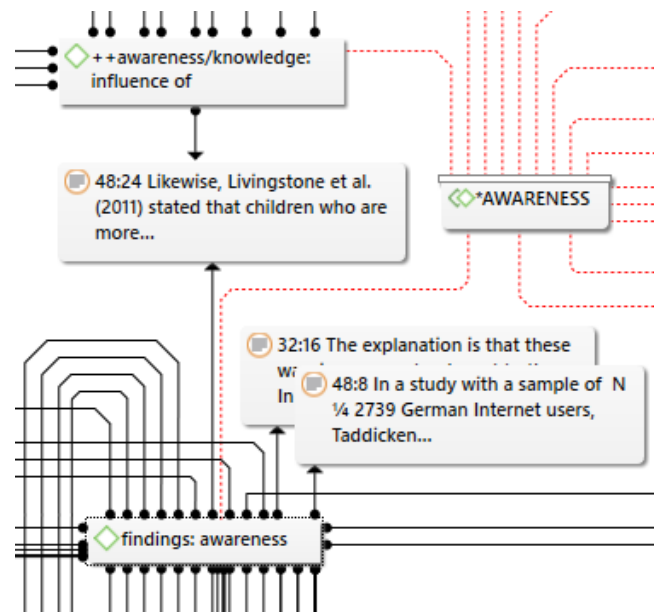 ++awareness/knowledge:
influence of
48:24 Likewise, Livingstone et al.
(2011) stated that children who are
more...
*AWARENESS
32:16 The explanation is that these
In
48:8 In a study with a sample of N
¼ 2739 German Internet users,
Taddicken...
findings: awareness